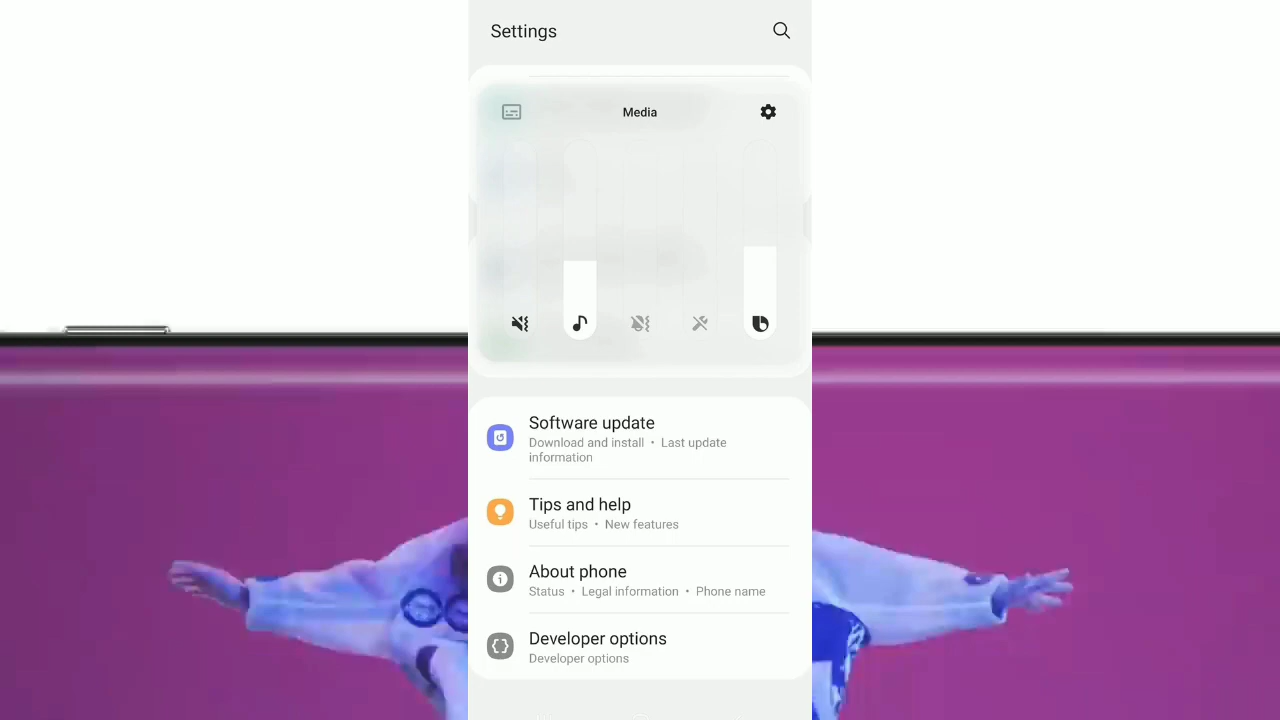 Settings
Media
Software update
Download and install • Last update
information
Tips and help
Useful tips • New features
About phone
Status • Legal information • Phone name
Developer options
Developer options